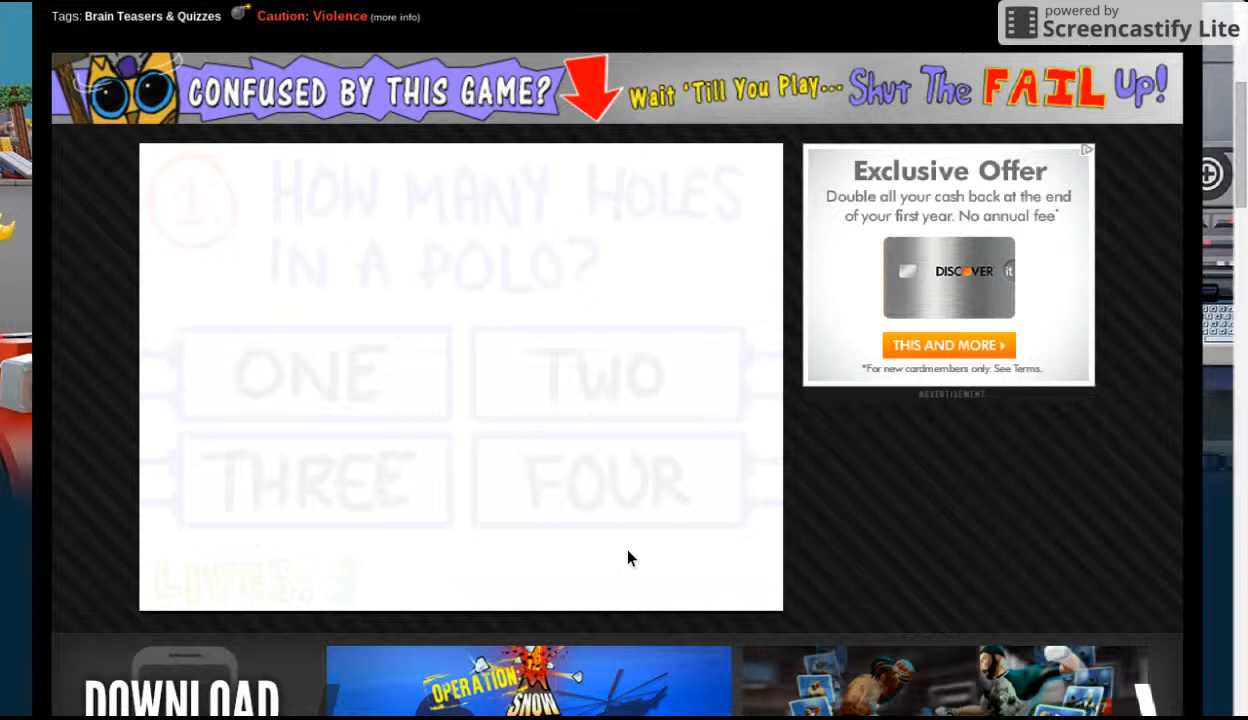 Tags: Brain Teasers & Quizzes Caution: Violence (more info)
powered by
Screencastify Lite
CONFUSED BY THIS GAME? Wait 'Till You Play... Shut The FAIL Up!
1. HOW MANY HOLES
IN A POLO?
ONE TWO
THREE FOUR
LIVES: 3
Exclusive Offer
Double all your cash back at the end
of your first year. No annual fee*
DISCOVER it
THIS AND MORE
*For new cardmembers only. See Terms.
ADVERTISEMENT
DOWNLOAD
OPERATION
SNOW